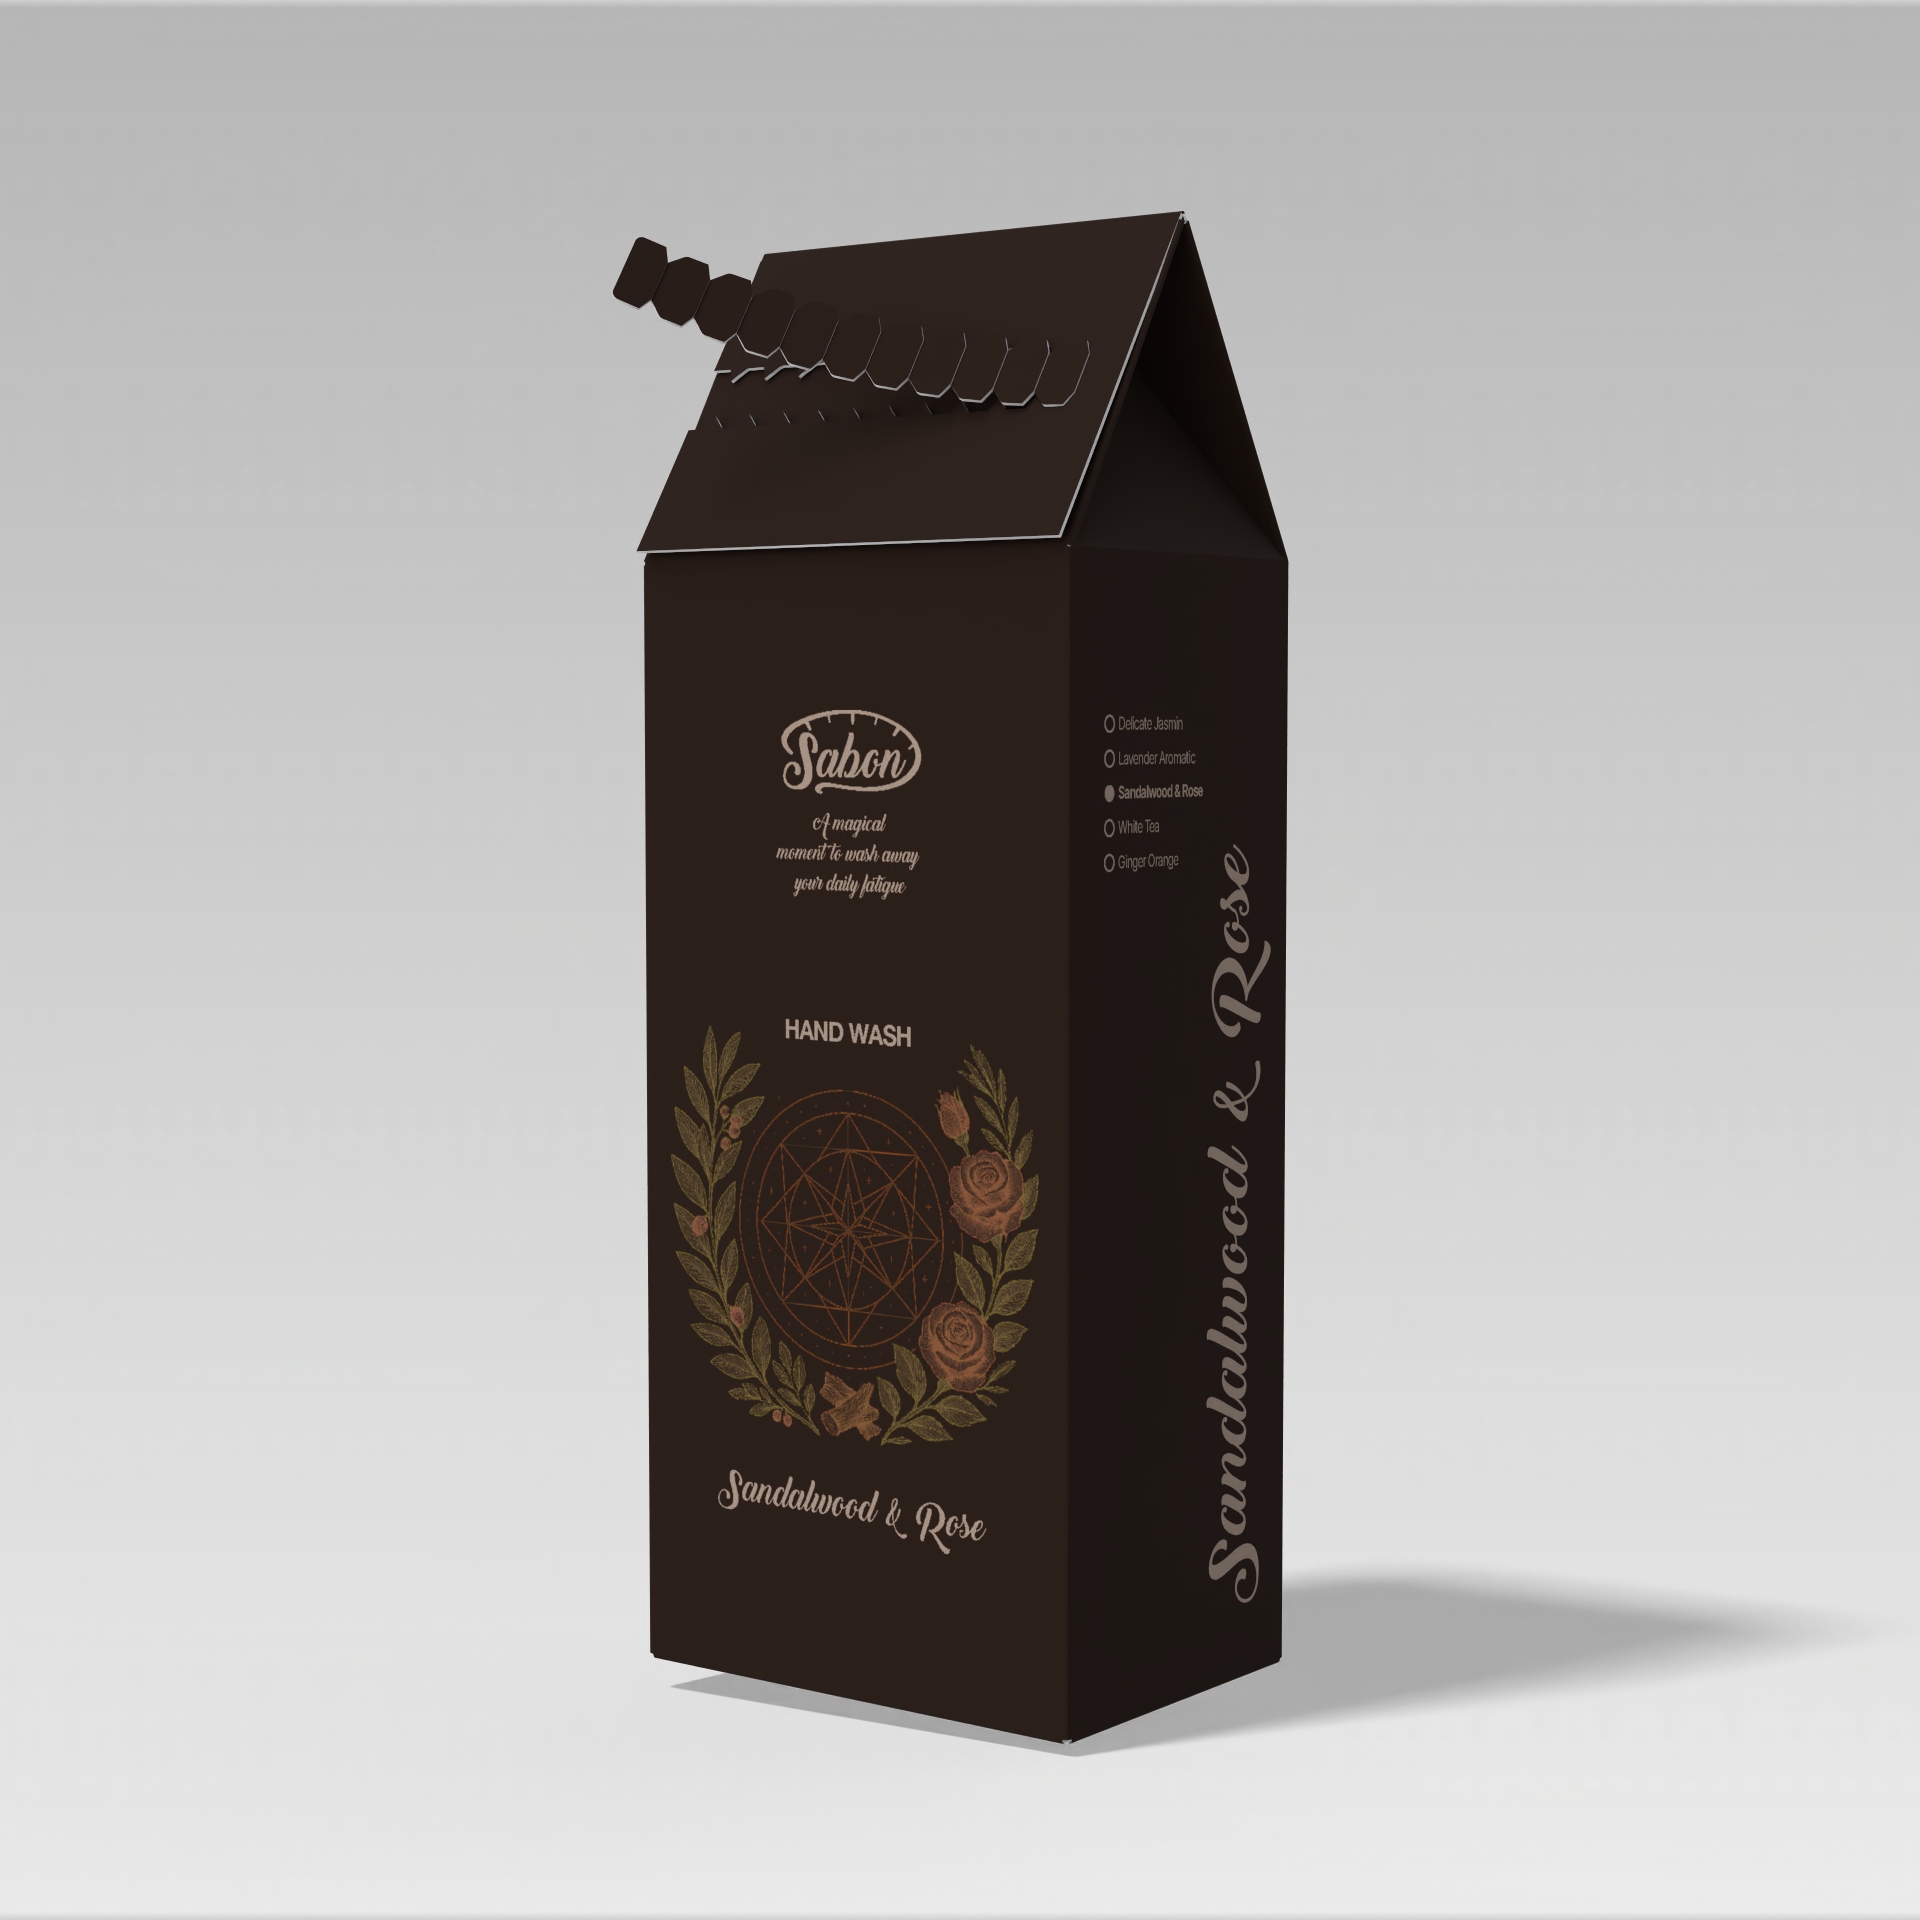 Sabon
A magical
moment to wash away
your daily fatigue
HAND WASH
Sandalwood & Rose
Delicate Jasmin
Lavender Aromatic
Sandalwood & Rose
White Tea
Ginger Orange
Sandalwood & Rose